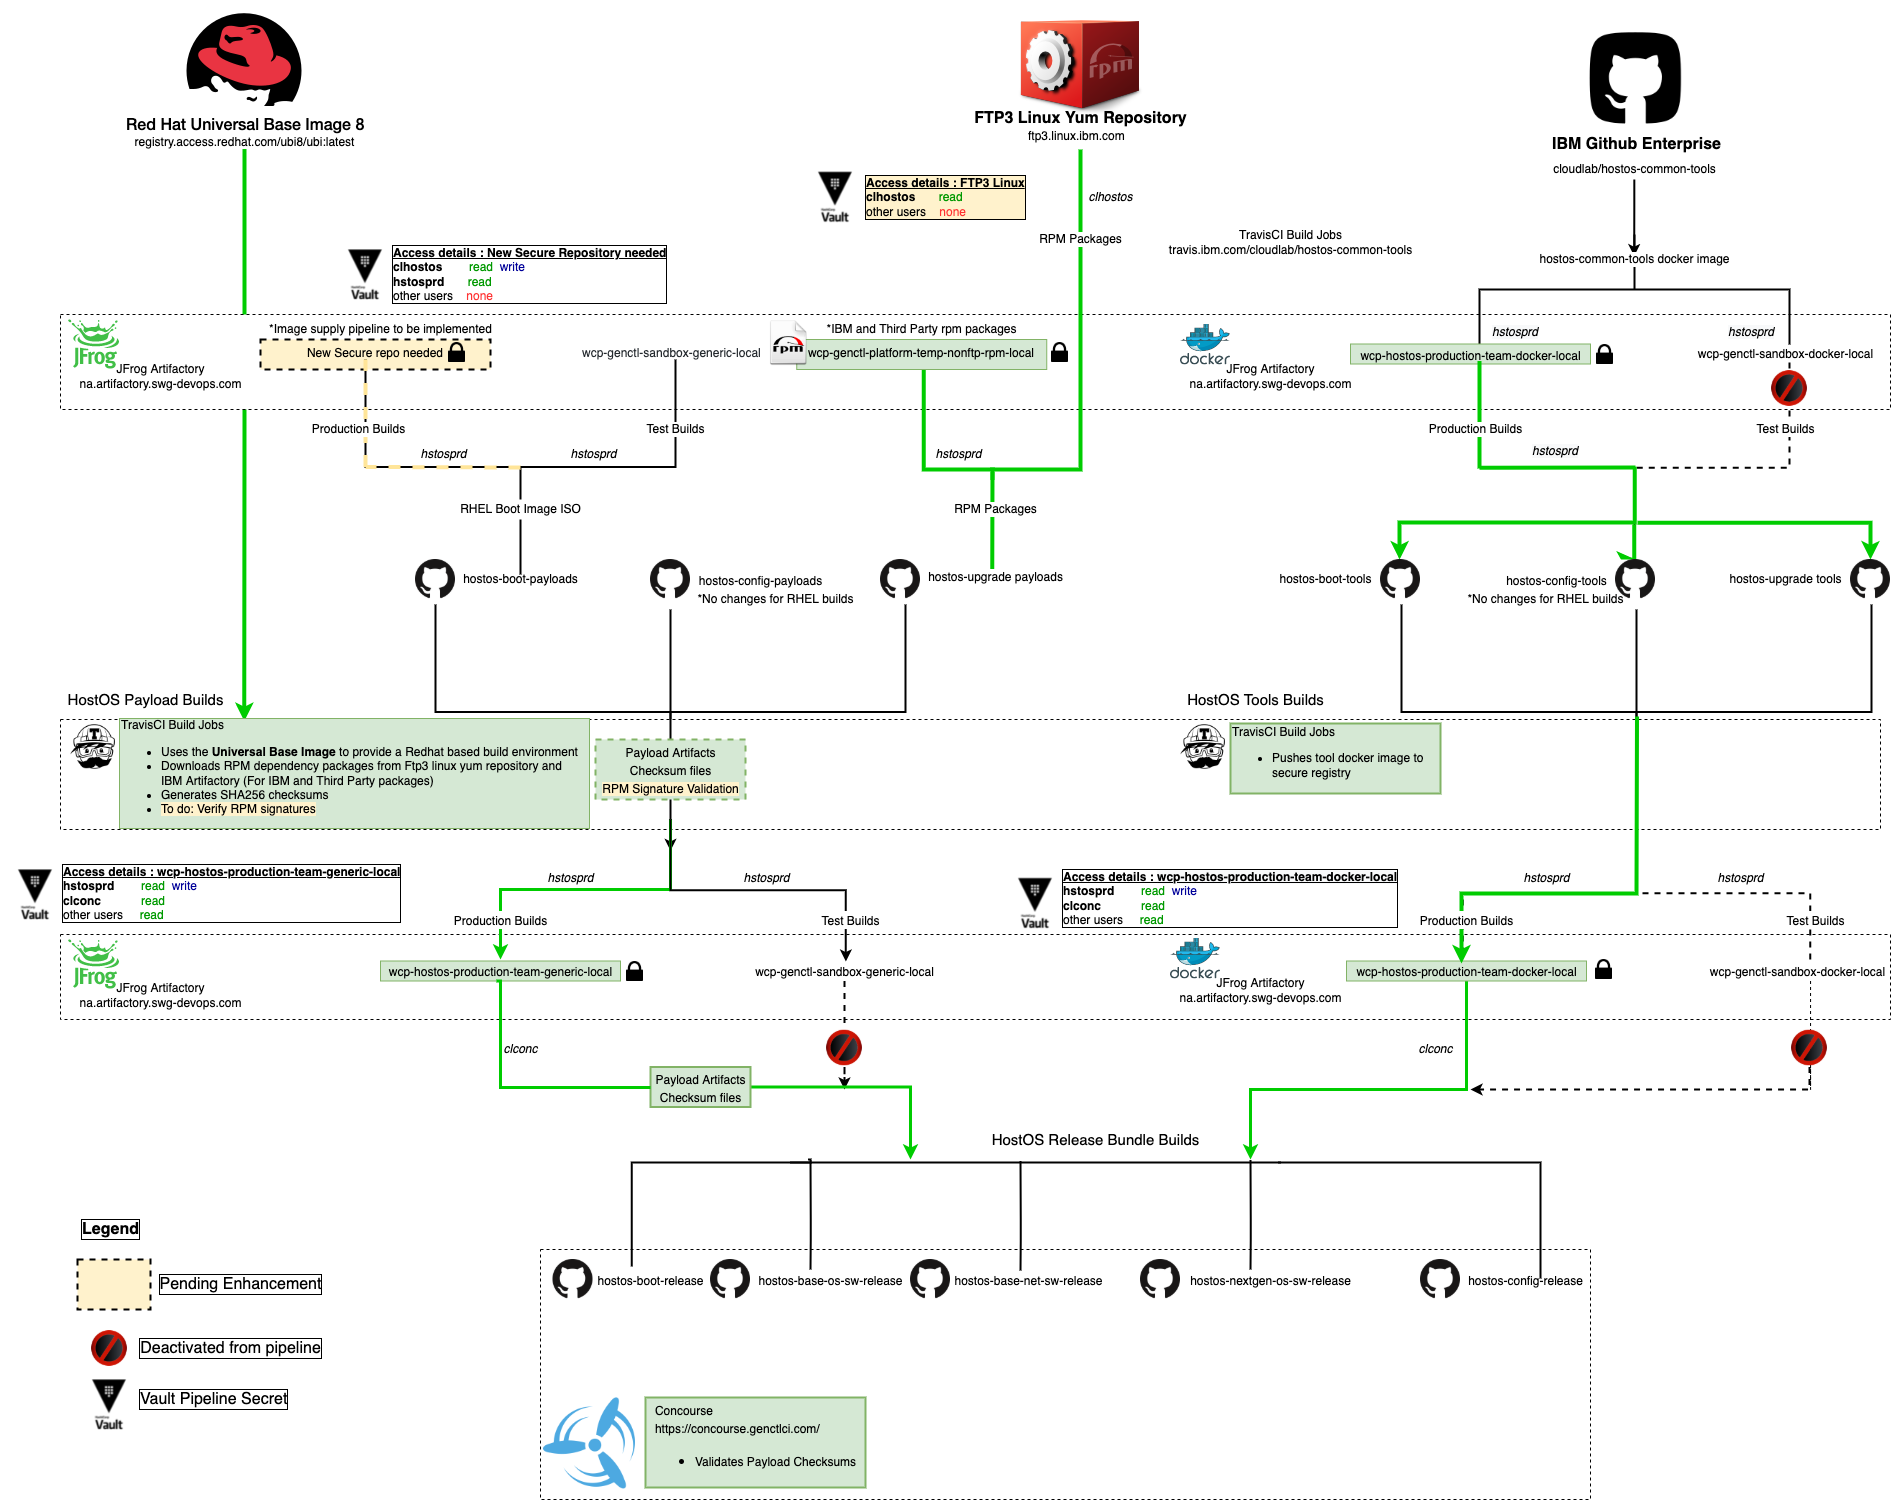 Red Hat Universal Base Image 8
registry.access.redhat.com/ubi8/ubi:latest
rpm
FTP3 Linux Yum Repository
ftp3.linux.ibm.com
IBM Github Enterprise
cloudlab/hostos-common-tools
Vault
Access details : FTP3 Linux
clhostos read
other users none
clhostos
RPM Packages
TravisCI Build Jobs
travis.ibm.com/cloudlab/hostos-common-tools
hostos-common-tools docker image
Vault
Access details : New Secure Repository needed
clhostos read write
hstosprd read
other users none
JFrog
JFrog Artifactory
na.artifactory.swg-devops.com
*Image supply pipeline to be implemented
New Secure repo needed
wcp-genctl-sandbox-generic-local
rpm
*IBM and Third Party rpm packages
wcp-genctl-platform-temp-nonftp-rpm-local
docker
JFrog Artifactory
na.artifactory.swg-devops.com
hstosprd
wcp-hostos-production-team-docker-local
hstosprd
wcp-genctl-sandbox-docker-local
Production Builds
Test Builds
hstosprd
hstosprd
hstosprd
Production Builds
Test Builds
hstosprd
RHEL Boot Image ISO
RPM Packages
hostos-boot-payloads
hostos-config-payloads
*No changes for RHEL builds
hostos-upgrade payloads
hostos-boot-tools
hostos-config-tools
*No changes for RHEL builds
hostos-upgrade tools
HostOS Payload Builds
HostOS Tools Builds
T
TravisCI Build Jobs
• Uses the Universal Base Image to provide a Redhat based build environment
• Downloads RPM dependency packages from Ftp3 linux yum repository and
IBM Artifactory (For IBM and Third Party packages)
• Generates SHA256 checksums
• To do: Verify RPM signatures
Payload Artifacts
Checksum files
RPM Signature Validation
T
TravisCI Build Jobs
• Pushes tool docker image to
secure registry
Vault
Access details : wcp-hostos-production-team-generic-local
hstosprd read write
clconc read
other users read
hstosprd
hstosprd
Production Builds
Test Builds
Vault
Access details : wcp-hostos-production-team-docker-local
hstosprd read write
clconc read
other users read
hstosprd
hstosprd
Production Builds
Test Builds
JFrog
JFrog Artifactory
na.artifactory.swg-devops.com
wcp-hostos-production-team-generic-local
wcp-genctl-sandbox-generic-local
docker
JFrog Artifactory
na.artifactory.swg-devops.com
wcp-hostos-production-team-docker-local
wcp-genctl-sandbox-docker-local
clconc
clconc
Payload Artifacts
Checksum files
HostOS Release Bundle Builds
hostos-boot-release
hostos-base-os-sw-release
hostos-base-net-sw-release
hostos-nextgen-os-sw-release
hostos-config-release
Legend
Pending Enhancement
Deactivated from pipeline
Vault
Vault Pipeline Secret
Concourse
https://concourse.genctlci.com/
• Validates Payload Checksums